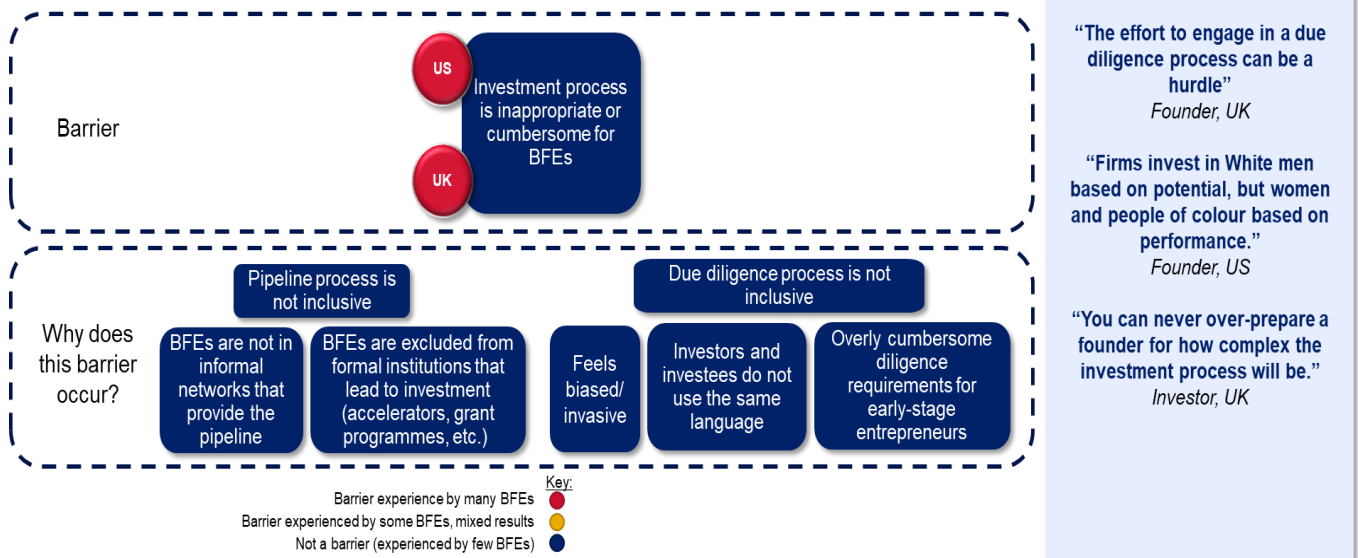 Barrier
US
UK
Investment process
is inappropriate or
cumbersome for
BFEs
Why does
this barrier
occur?
Pipeline process is
not inclusive
BFEs are not in
informal
networks that
provide the
pipeline
BFEs are excluded from
formal institutions that
lead to investment
(accelerators, grant
programmes, etc.)
Due diligence process is not
inclusive
Feels
biased/
invasive
Investors and
investees do not
use the same
language
Overly cumbersome
diligence
requirements for
early-stage
entrepreneurs
Key:
Barrier experience by many BFEs
Barrier experienced by some BFEs, mixed results
Not a barrier (experienced by few BFEs)
“The effort to engage in a due
diligence process can be a
hurdle”
Founder, UK
“Firms invest in White men
based on potential, but women
and people of colour based on
performance.”
Founder, US
“You can never over-prepare a
founder for how complex the
investment process will be.”
Investor, UK